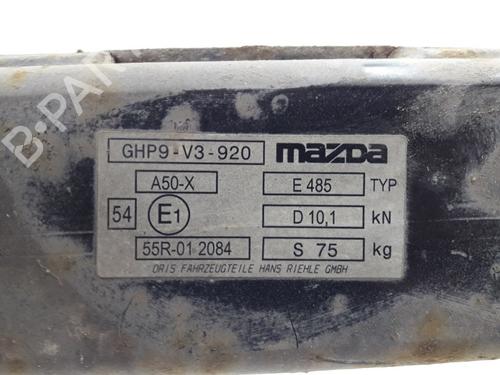 B-PARTS
GHP9-V3-920 mazda
A50-X E 485 TYP
54 E1 D 10,1 kN
55R-01 2084 S 75 kg
ORIS FAHRZEUGTEILE HANS RIEHLE GMBH